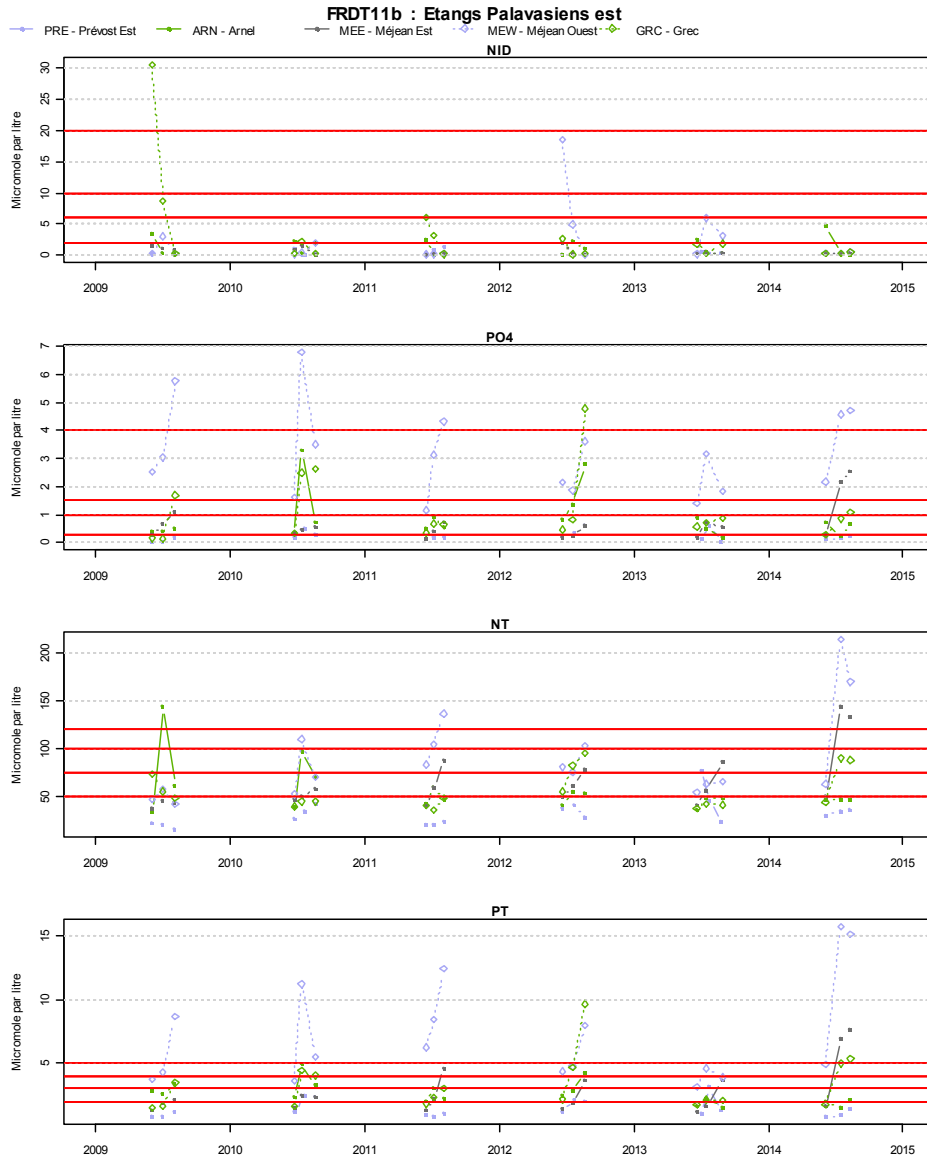 FRDT11b : Etangs Palavasiens est
PRE - Prévost Est ARN - Arnel MEE - Méjean Est MEW - Méjean Ouest GRC - Grec
NID
Micromole par litre
30
25
20
15
10
5
0
2009 2010 2011 2012 2013 2014 2015
PO4
Micromole par litre
7
6
5
4
3
2
1
0
2009 2010 2011 2012 2013 2014 2015
NT
Micromole par litre
200
150
100
50
2009 2010 2011 2012 2013 2014 2015
PT
Micromole par litre
15
10
5
2009 2010 2011 2012 2013 2014 2015